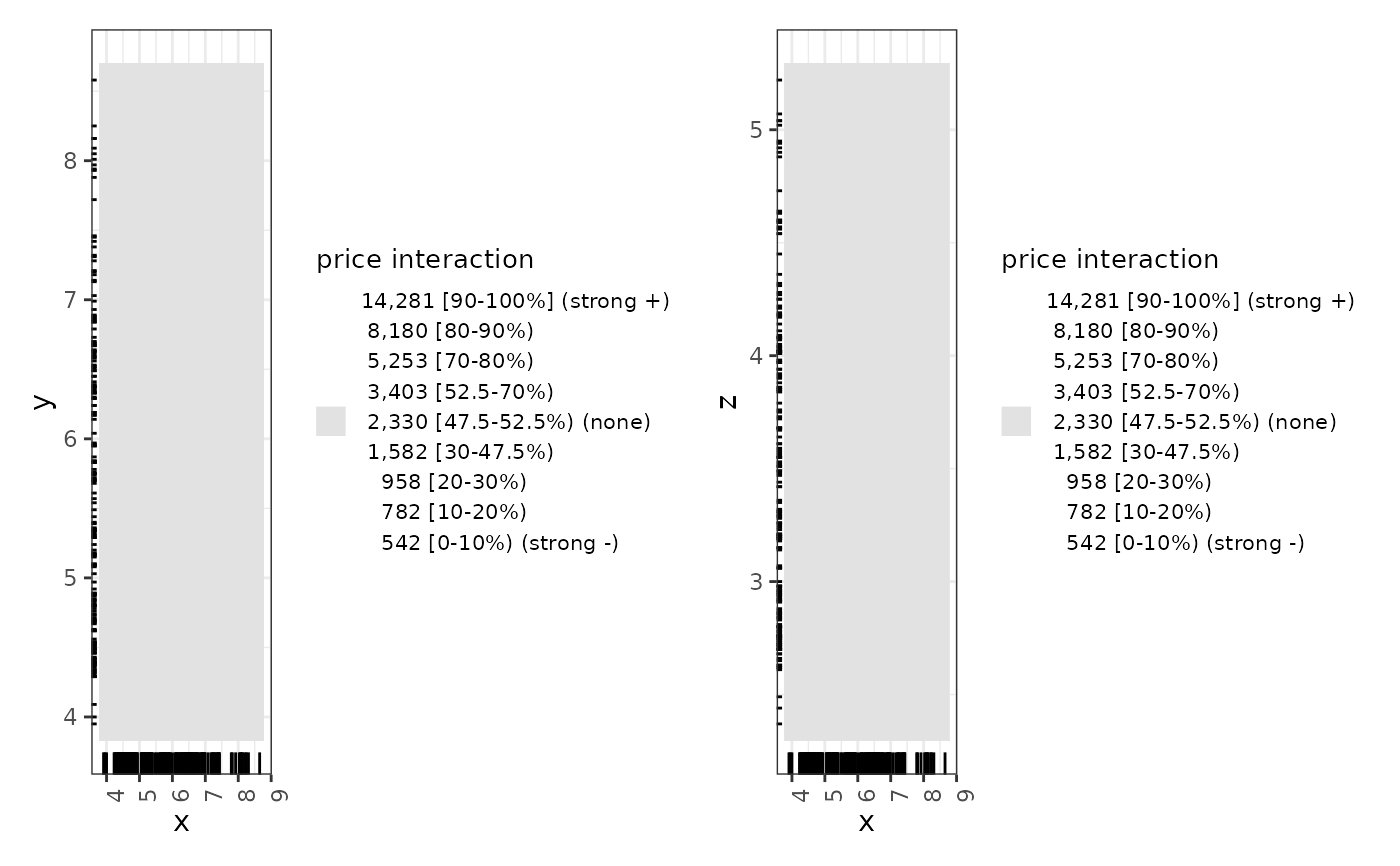 8
7
6
5
4
y
4 5 6 7 8 9
x
price interaction
14,281 [90-100%] (strong +)
8,180 [80-90%)
5,253 [70-80%)
3,403 [52.5-70%)
2,330 [47.5-52.5%) (none)
1,582 [30-47.5%)
958 [20-30%)
782 [10-20%)
542 [0-10%) (strong -)
5
4
3
z
4 5 6 7 8 9
x
price interaction
14,281 [90-100%] (strong +)
8,180 [80-90%)
5,253 [70-80%)
3,403 [52.5-70%)
2,330 [47.5-52.5%) (none)
1,582 [30-47.5%)
958 [20-30%)
782 [10-20%)
542 [0-10%) (strong -)